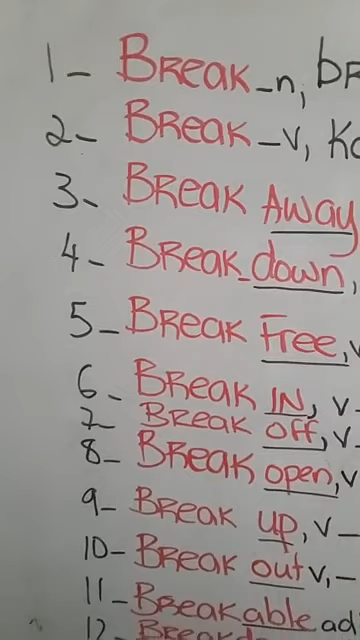 1- Break -n,
2- Break -v,
3- Break Away
4- Break-down,
5- Break Free,
6- Break IN, v.
7- Break off, v-
8- Break open, v
9- Break up, v-
10- Break out v,-
11- Breakable ad
12